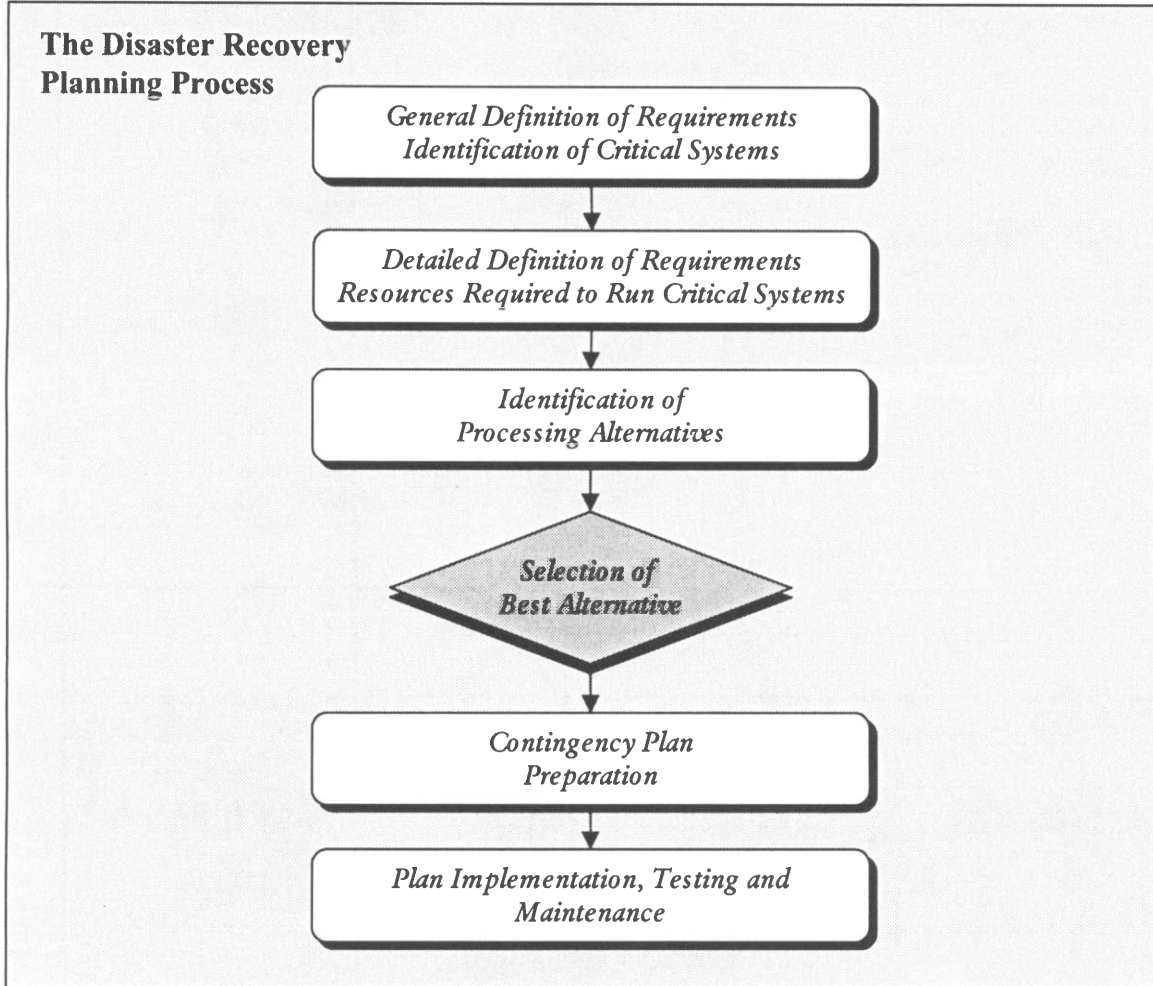 The Disaster Recovery
Planning Process
General Definition of Requirements
Identification of Critical Systems
Detailed Definition of Requirements
Resources Required to Run Critical Systems
Identification of
Processing Alternatives
Selection of
Best Alternative
Contingency Plan
Preparation
Plan Implementation, Testing and
Maintenance